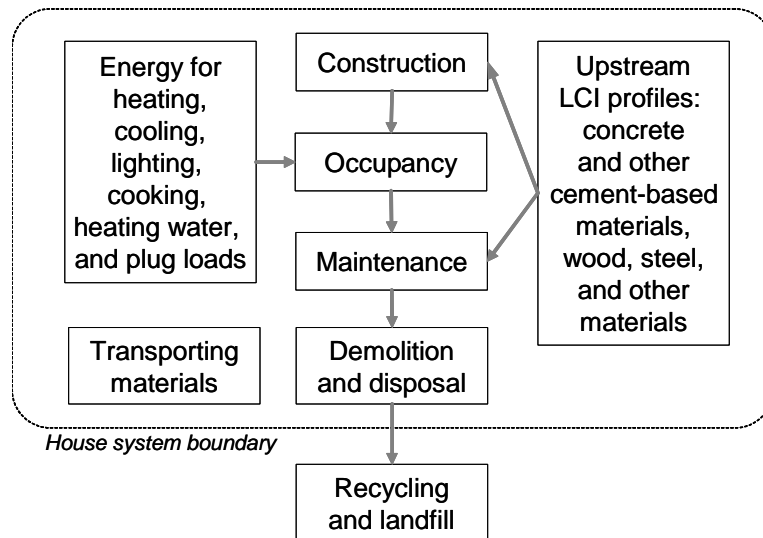 Energy for
heating,
cooling,
lighting,
cooking,
heating water,
and plug loads
Construction
Occupancy
Maintenance
Upstream
LCI profiles:
concrete
and other
cement-based
materials,
wood, steel,
and other
materials
Transporting
materials
Demolition
and disposal
House system boundary
Recycling
and landfill